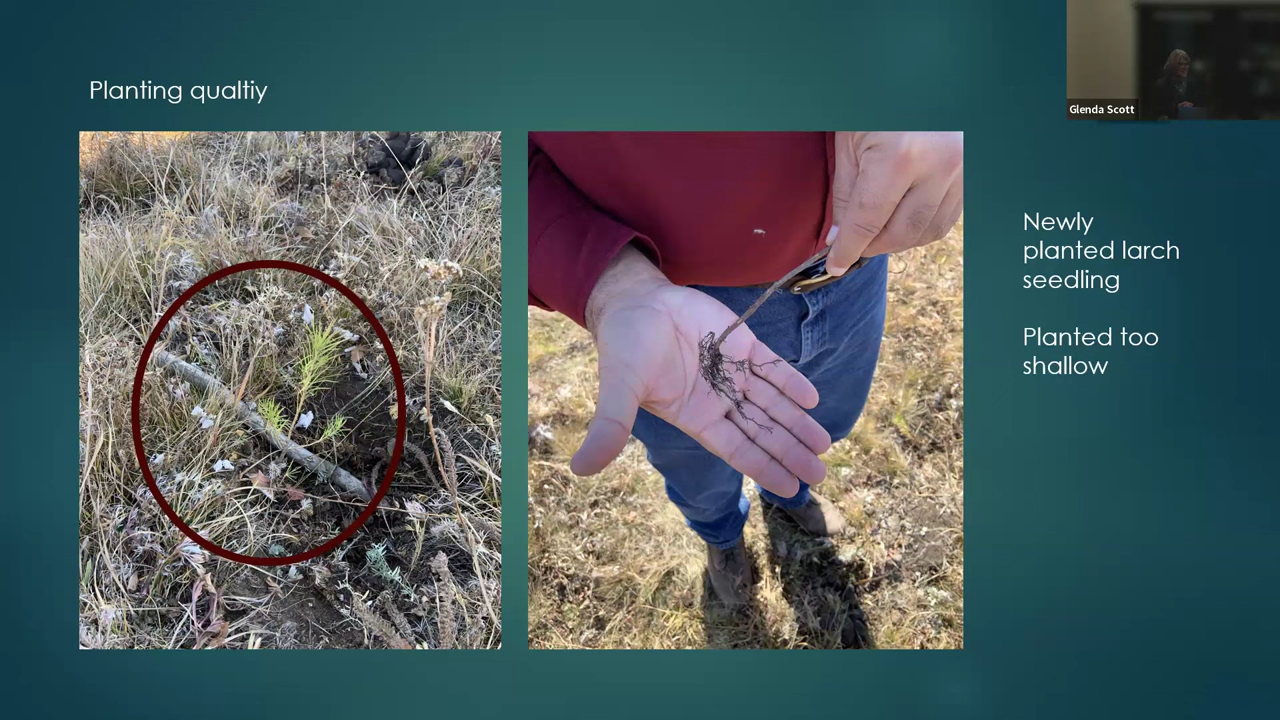 Planting qualtiy
Glenda Scott
Newly
planted larch
seedling
Planted too
shallow